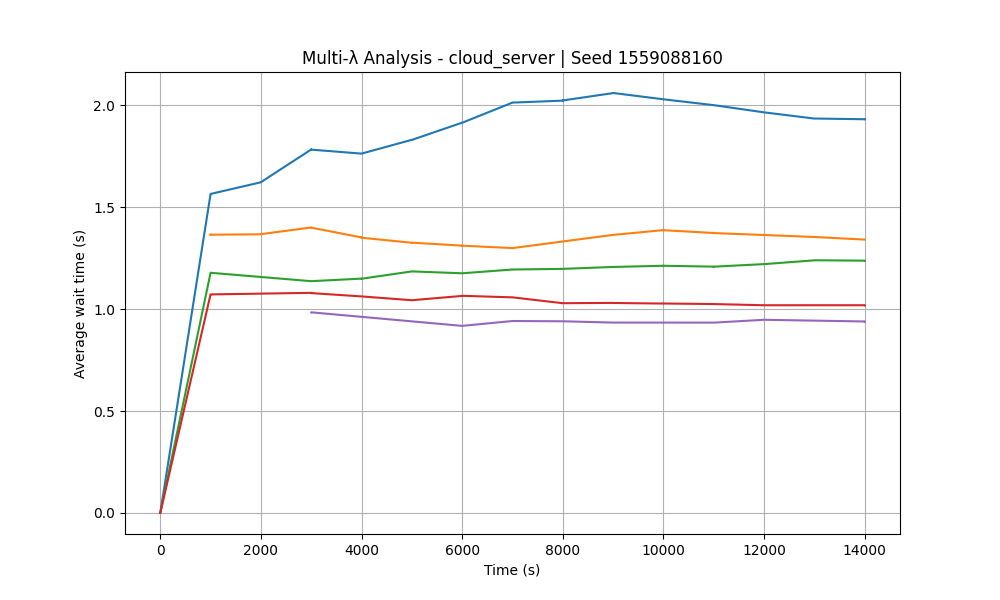 Multi-λ Analysis - cloud_server | Seed 1559088160
Average wait time (s)
2.0
1.5
1.0
0.5
0.0
0 2000 4000 6000 8000 10000 12000 14000
Time (s)